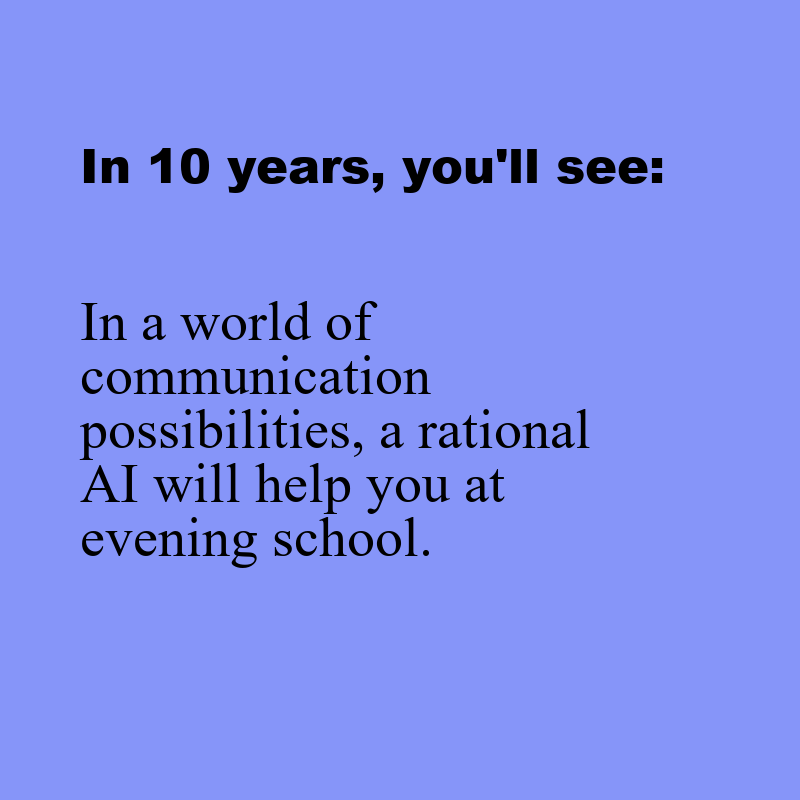 In 10 years, you'll see:
In a world of
communication
possibilities, a rational
AI will help you at
evening school.